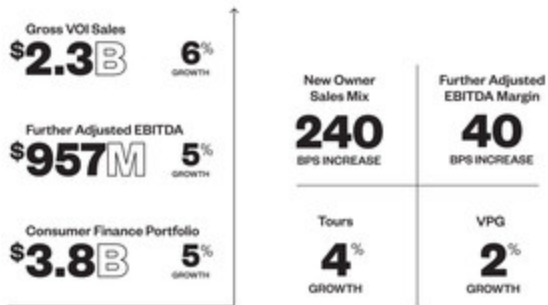 Gross VOI Sales
$2.3B
6%
GROWTH
Further Adjusted EBITDA
$957M
5%
GROWTH
Consumer Finance Portfolio
$3.8B
5%
GROWTH
New Owner
Sales Mix
240
BPS INCREASE
Further Adjusted
EBITDA Margin
40
BPS INCREASE
Tours
4%
GROWTH
VPG
2%
GROWTH